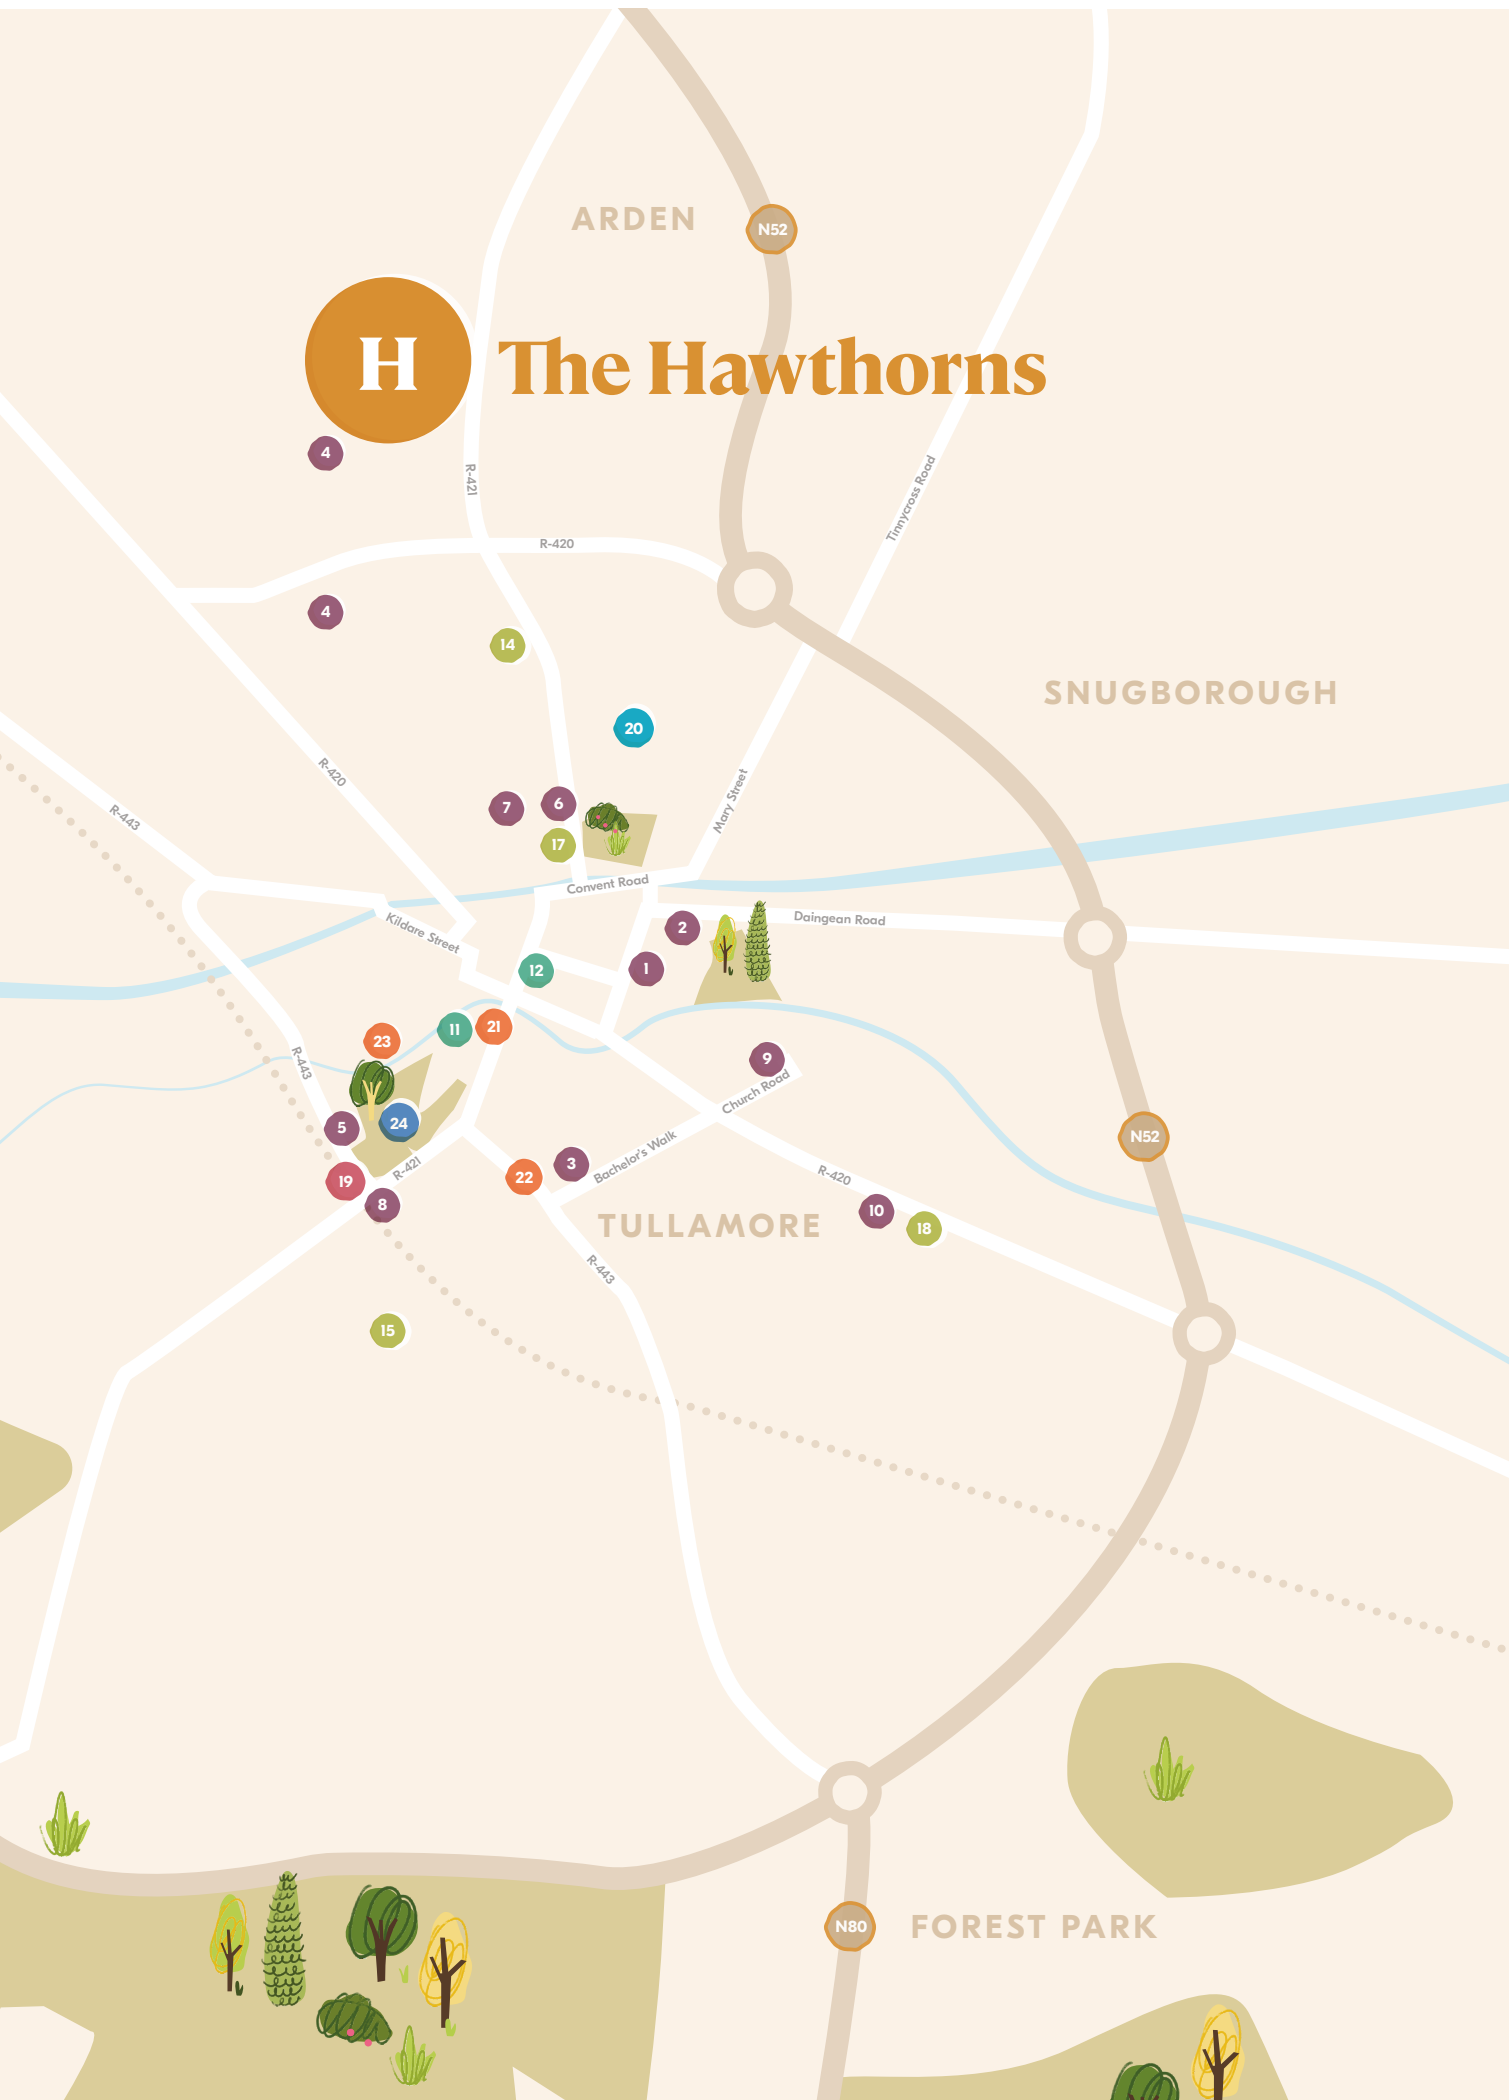 ARDEN
N52
H
The Hawthorns
4
R-421
Tinnycross Road
R-420
4
14
SNUGBOROUGH
20
R-420
Mary Street
7
6
R-443
17
Convent Road
Kildare Street
2
Daingean Road
12
1
11
21
23
R-443
9
Church Road
5
24
N52
Bachelor's Walk
R-421
3
22
R-420
19
8
10
18
TULLAMORE
R-443
15
N80
FOREST PARK